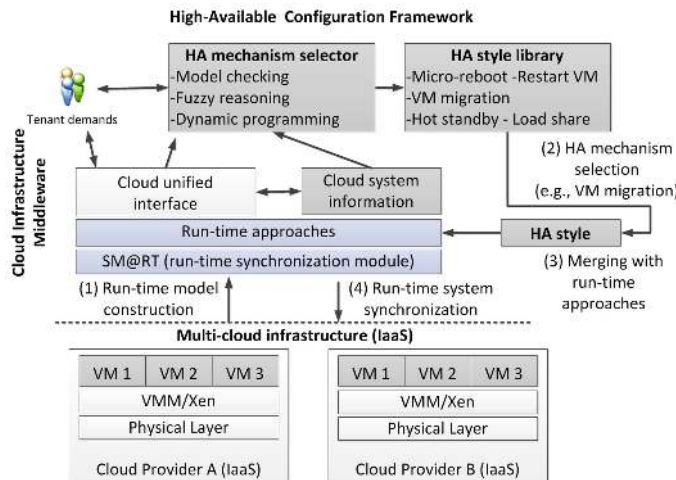 High-Available Configuration Framework
HA mechanism selector
-Model checking
-Fuzzy reasoning
-Dynamic programming
HA style library
-Micro-reboot -Restart VM
-VM migration
-Hot standby - Load share
Tenant demands
(2) HA mechanism
selection
(e.g., VM migration)
Cloud Infrastructure
Middleware
Cloud unified
interface
Cloud system
information
Run-time approaches
HA style
SM@RT (run-time synchronization module)
(3) Merging with
run-time
approaches
(1) Run-time model
construction
(4) Run-time system
synchronization
Multi-cloud infrastructure (IaaS)
VM 1 VM 2 VM 3
VMM/Xen
Physical Layer
Cloud Provider A (IaaS)
VM 1 VM 2 VM 3
VMM/Xen
Physical Layer
Cloud Provider B (IaaS)